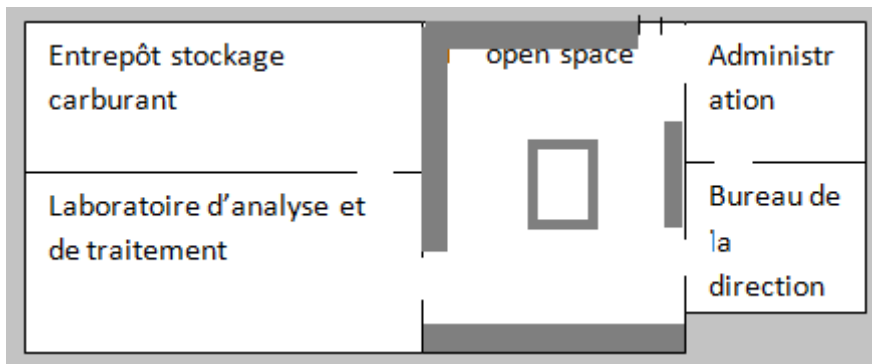 Entrepôt stockage
carburant
open space
Administr
ation
Laboratoire d'analyse et
de traitement
Bureau de
la
direction